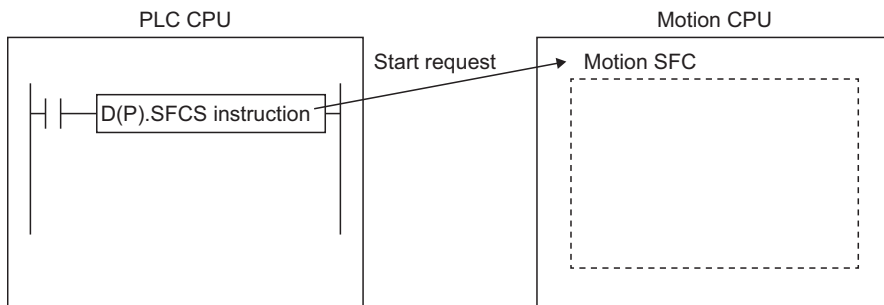 PLC CPU
Motion CPU
Start request
Motion SFC
D(P).SFCS instruction